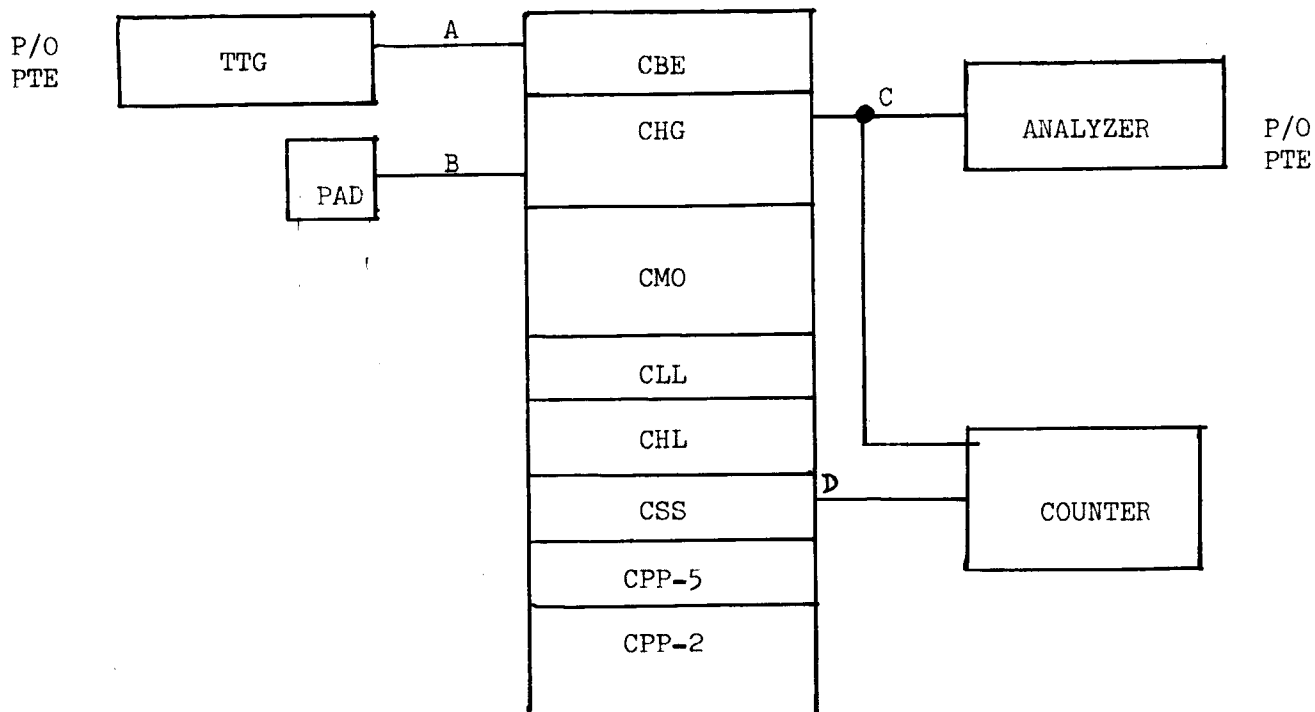 P/O
PTE
TTG
A
CBE
CHG
C
ANALYZER
P/O
PTE
PAD
B
CMO
CLL
CHL
D
CSS
COUNTER
CPP-5
CPP-2